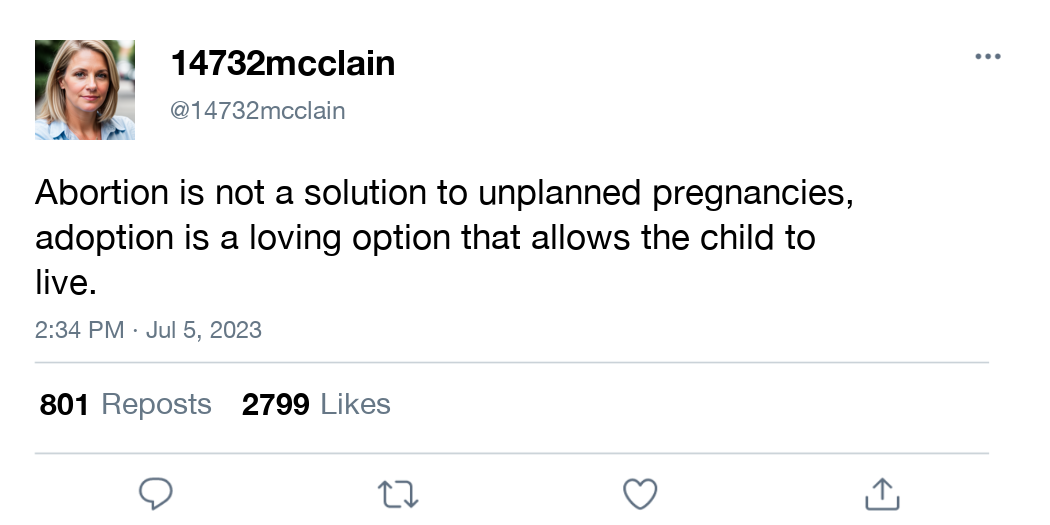 14732mcclain
@14732mcclain
Abortion is not a solution to unplanned pregnancies,
adoption is a loving option that allows the child to
live.
2:34 PM · Jul 5, 2023
801 Reposts 2799 Likes